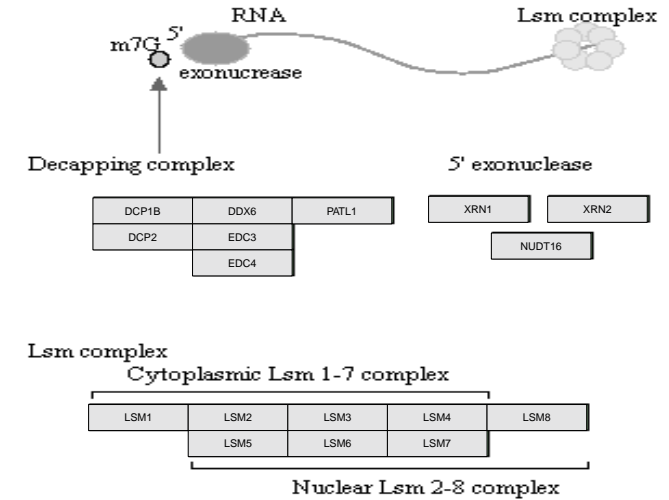 RNA
Lsm complex
5'
m7G
exonucrease
Decapping complex
5' exonuclease
DCP1B DDX6 PATL1
DCP2 EDC3
EDC4
XRN1 XRN2
NUDT16
Lsm complex
Cytoplasmic Lsm 1-7 complex
LSM1 LSM2 LSM3 LSM4 LSM8
LSM5 LSM6 LSM7
Nuclear Lsm 2-8 complex